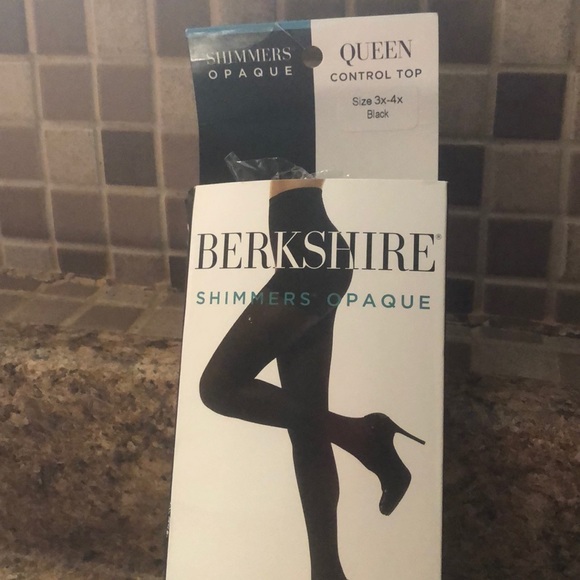 SHIMMERS
OPAQUE
QUEEN
CONTROL TOP
Size 3x-4x
Black
BERKSHIRE®
SHIMMERS® OPAQUE